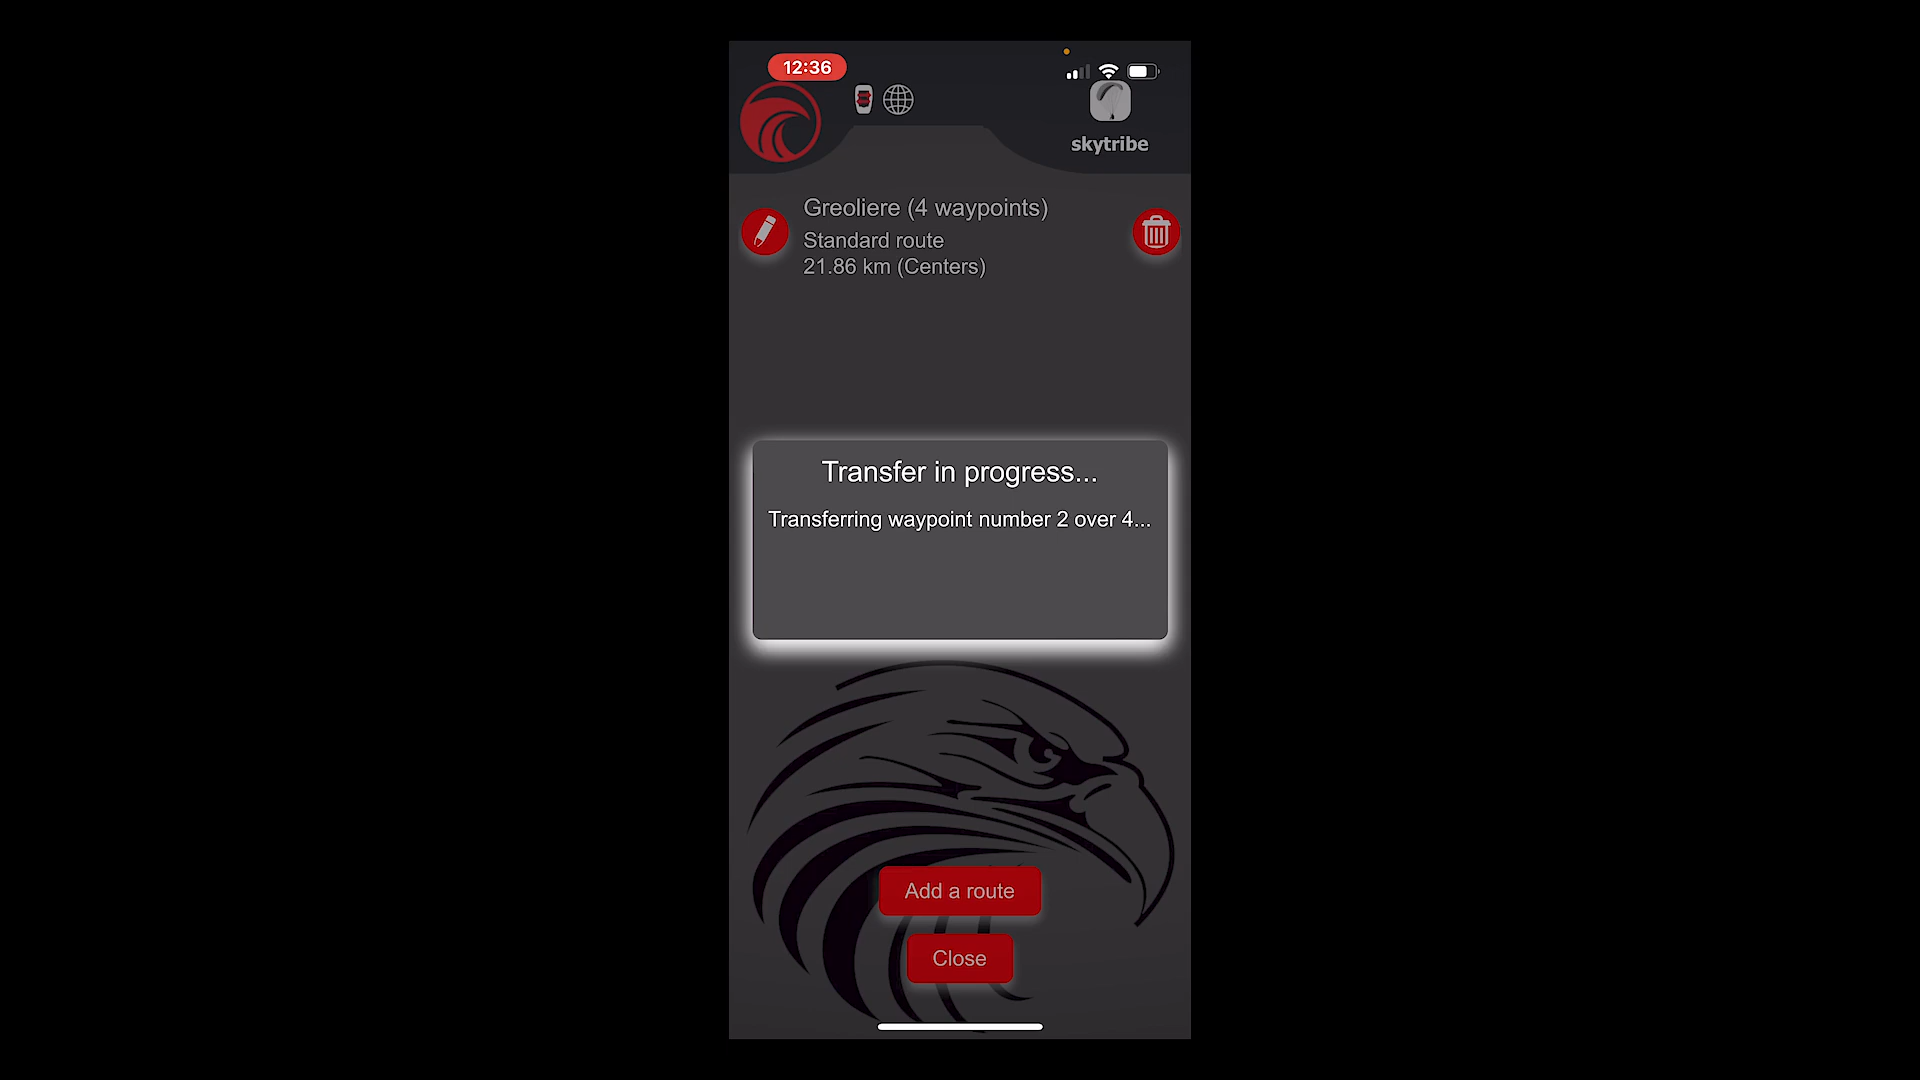 12:36
skytribe
Greoliere (4 waypoints)
Standard route
21.86 km (Centers)
Transfer in progress...
Transferring waypoint number 2 over 4...
Add a route
Close